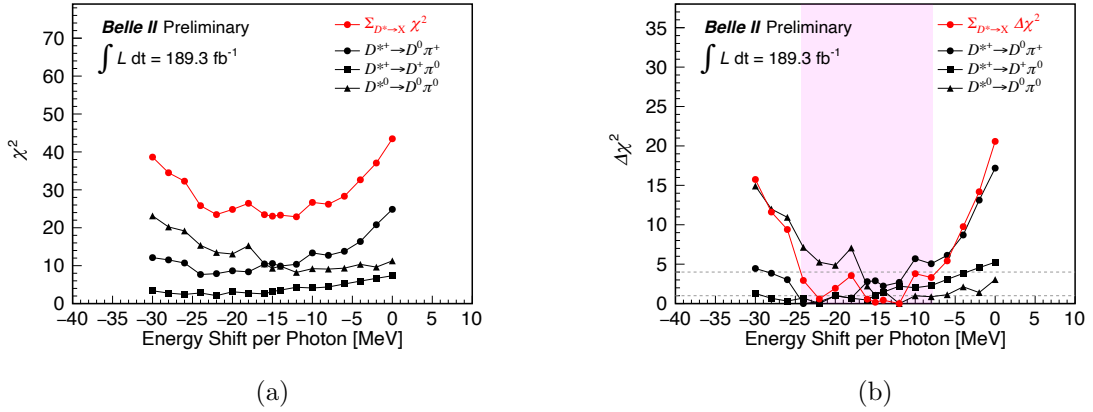 Belle II Preliminary
∫ L dt = 189.3 fb⁻¹
Σ_{D*→X} χ²
D*⁺→D⁰π⁺
D*⁺→D⁺π⁰
D*⁰→D⁰π⁰
χ²
70
60
50
40
30
20
10
0
−40 −35 −30 −25 −20 −15 −10 −5 0 5 10
Energy Shift per Photon [MeV]
(a)
Belle II Preliminary
∫ L dt = 189.3 fb⁻¹
Σ_{D*→X} Δχ²
D*⁺→D⁰π⁺
D*⁺→D⁺π⁰
D*⁰→D⁰π⁰
Δχ²
35
30
25
20
15
10
5
0
−40 −35 −30 −25 −20 −15 −10 −5 0 5 10
Energy Shift per Photon [MeV]
(b)